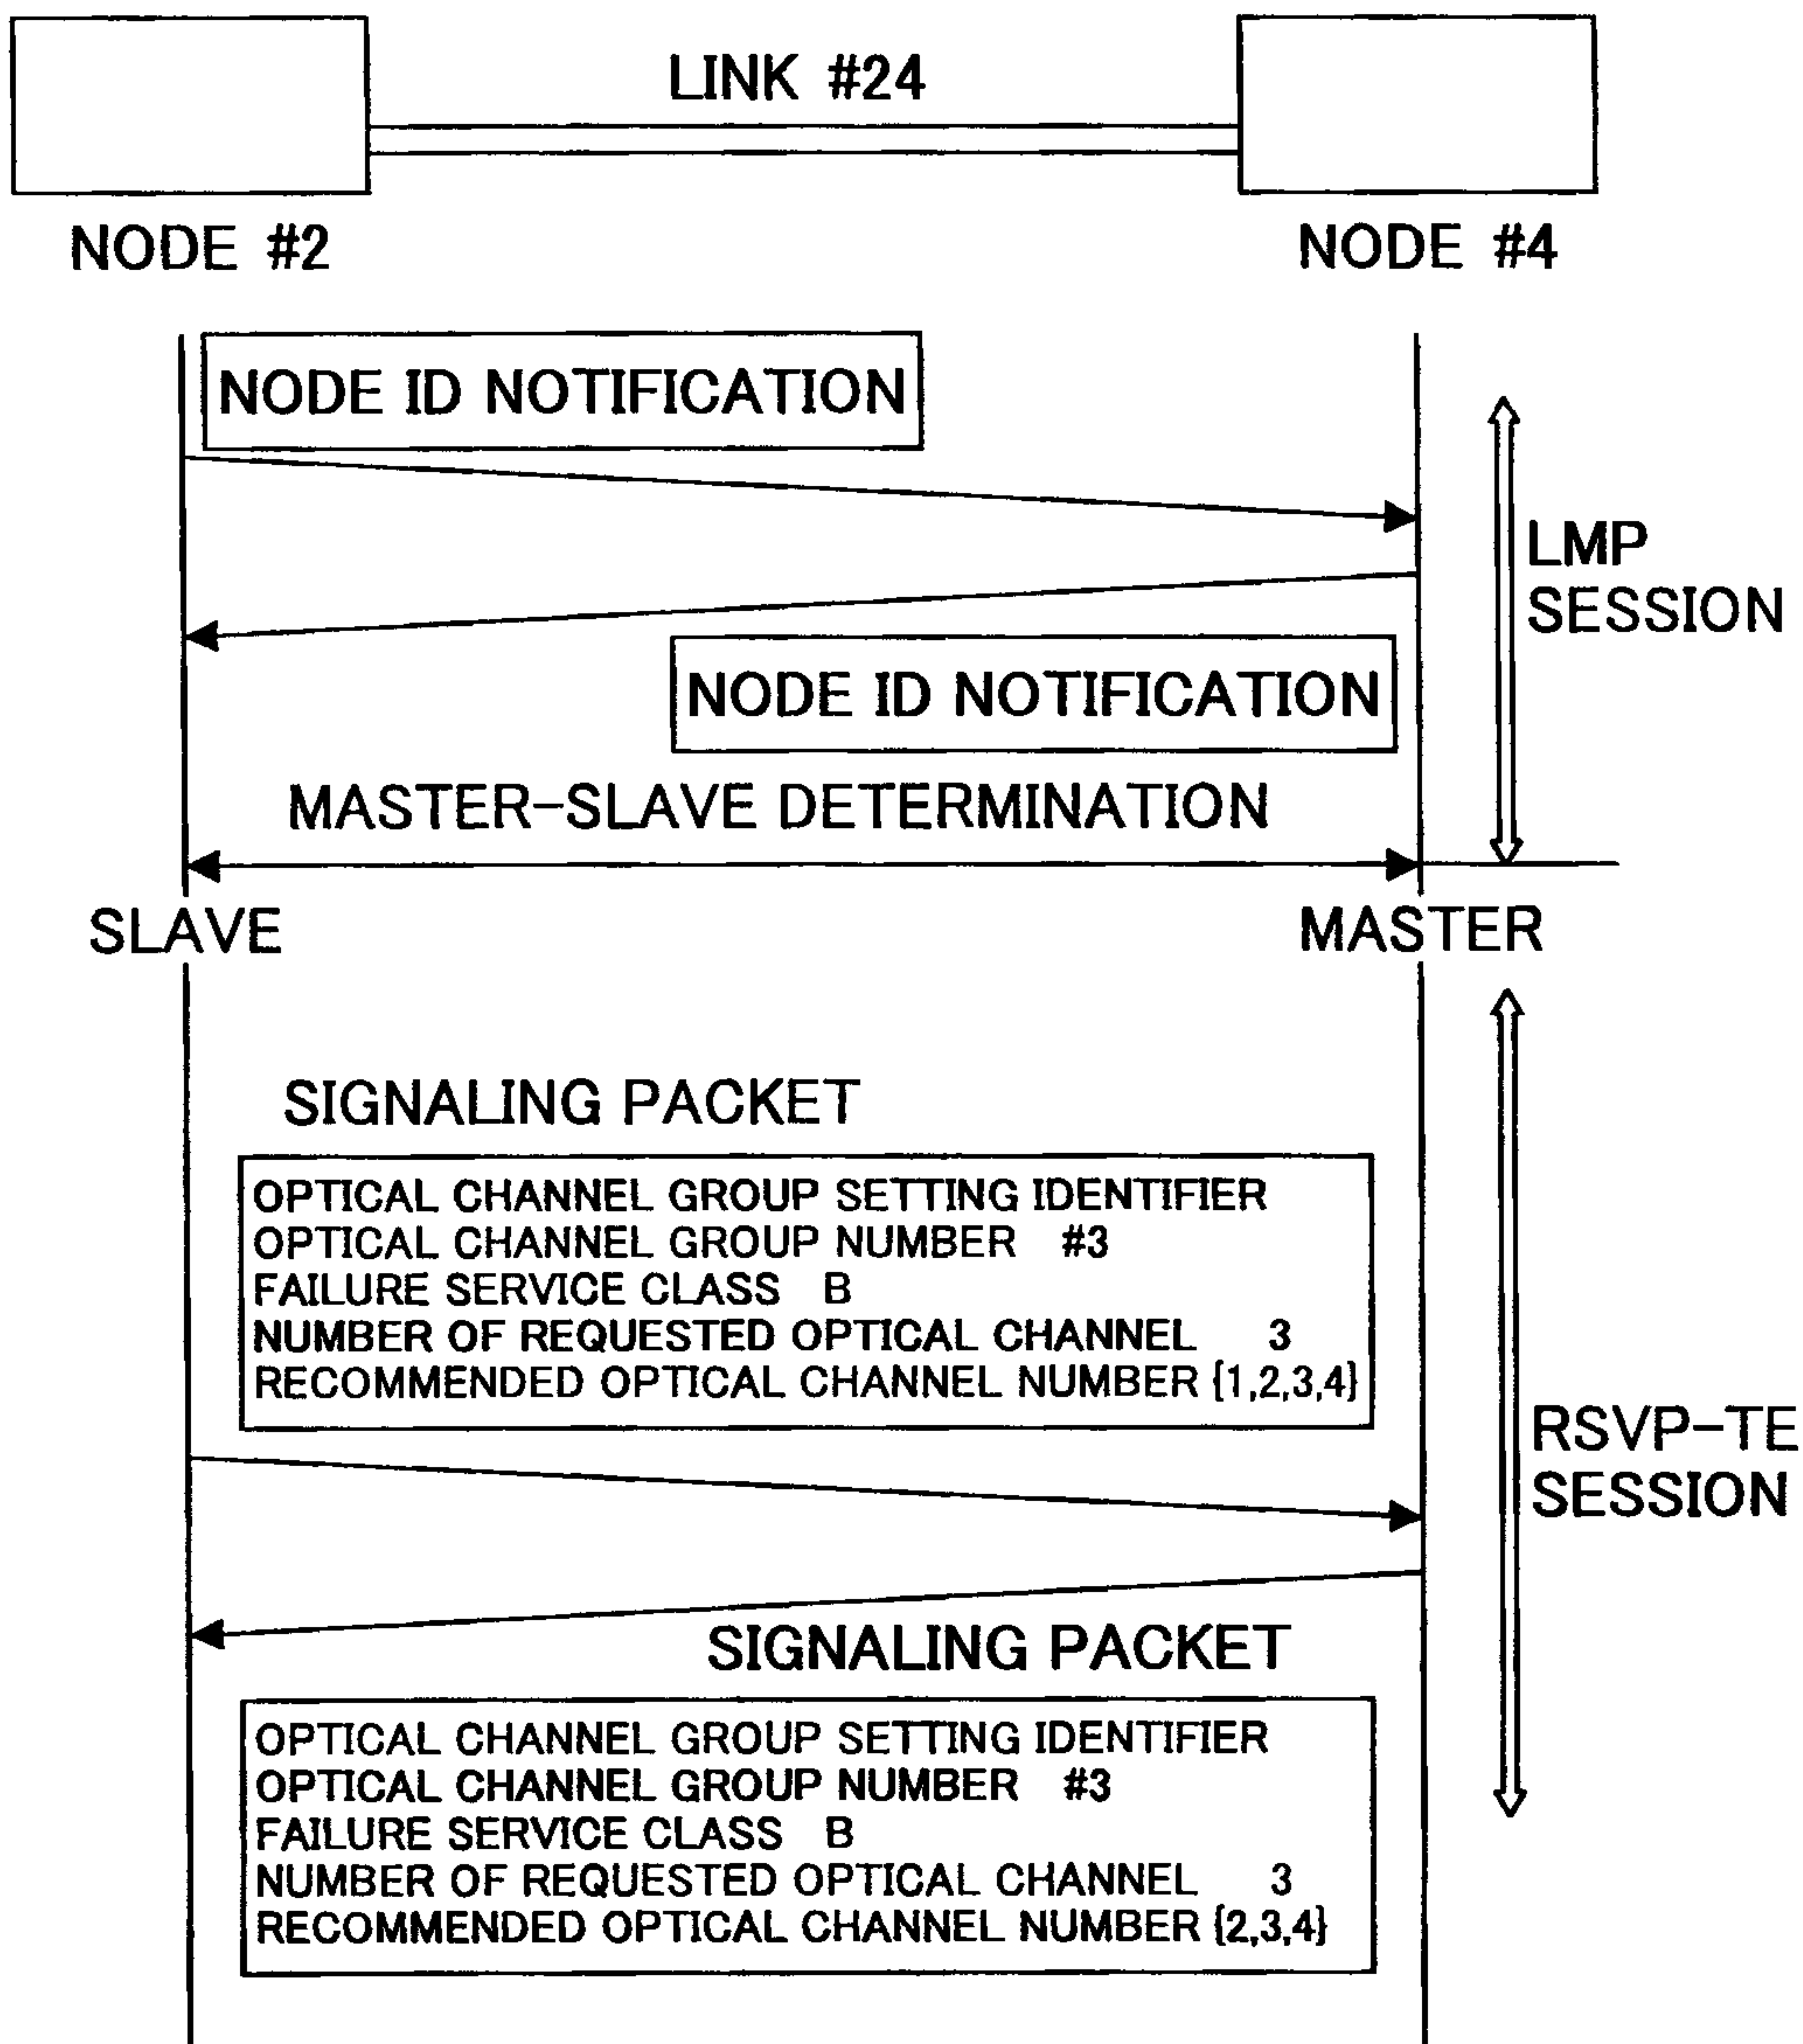 LINK #24
NODE #2
NODE #4
NODE ID NOTIFICATION
LMP
SESSION
NODE ID NOTIFICATION
MASTER-SLAVE DETERMINATION
SLAVE
MASTER
SIGNALING PACKET
OPTICAL CHANNEL GROUP SETTING IDENTIFIER
OPTICAL CHANNEL GROUP NUMBER #3
FAILURE SERVICE CLASS B
NUMBER OF REQUESTED OPTICAL CHANNEL 3
RECOMMENDED OPTICAL CHANNEL NUMBER {1,2,3,4}
RSVP-TE
SESSION
SIGNALING PACKET
OPTICAL CHANNEL GROUP SETTING IDENTIFIER
OPTICAL CHANNEL GROUP NUMBER #3
FAILURE SERVICE CLASS B
NUMBER OF REQUESTED OPTICAL CHANNEL 3
RECOMMENDED OPTICAL CHANNEL NUMBER {2,3,4}